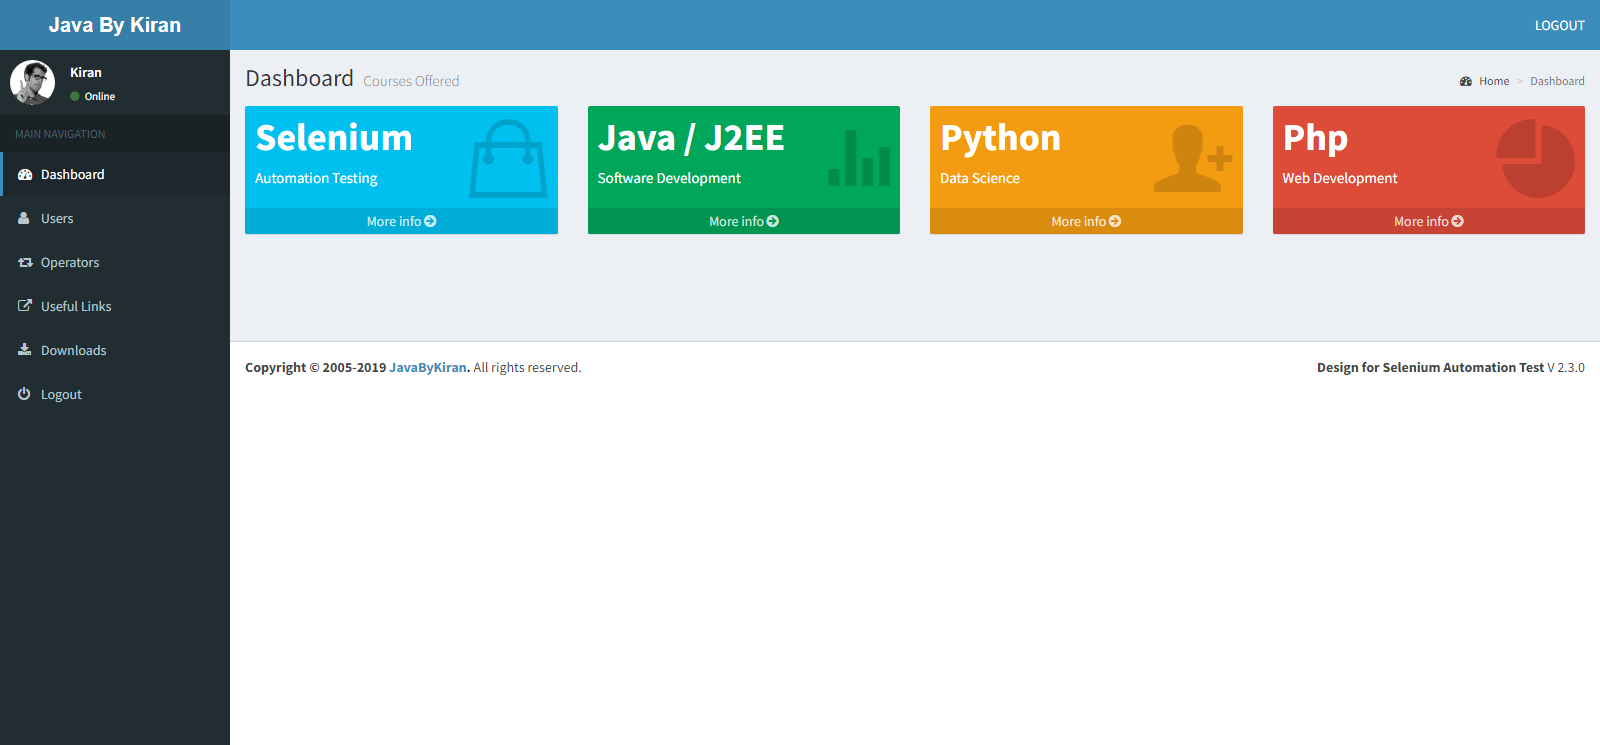 Java By Kiran
LOGOUT
Kiran
Online
MAIN NAVIGATION
Dashboard
Users
Operators
Useful Links
Downloads
Logout
Dashboard Courses Offered
Home > Dashboard
Selenium
Automation Testing
More info
Java / J2EE
Software Development
More info
Python
Data Science
More info
Php
Web Development
More info
Copyright © 2005-2019 JavaByKiran. All rights reserved.
Design for Selenium Automation Test V 2.3.0